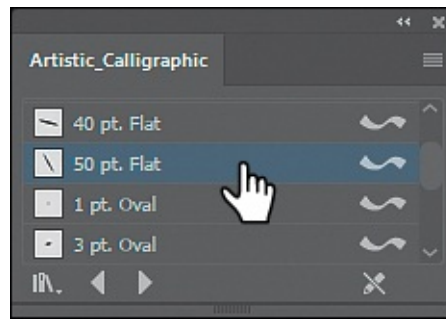 Artistic_Calligraphic
40 pt. Flat
50 pt. Flat
1 pt. Oval
3 pt. Oval